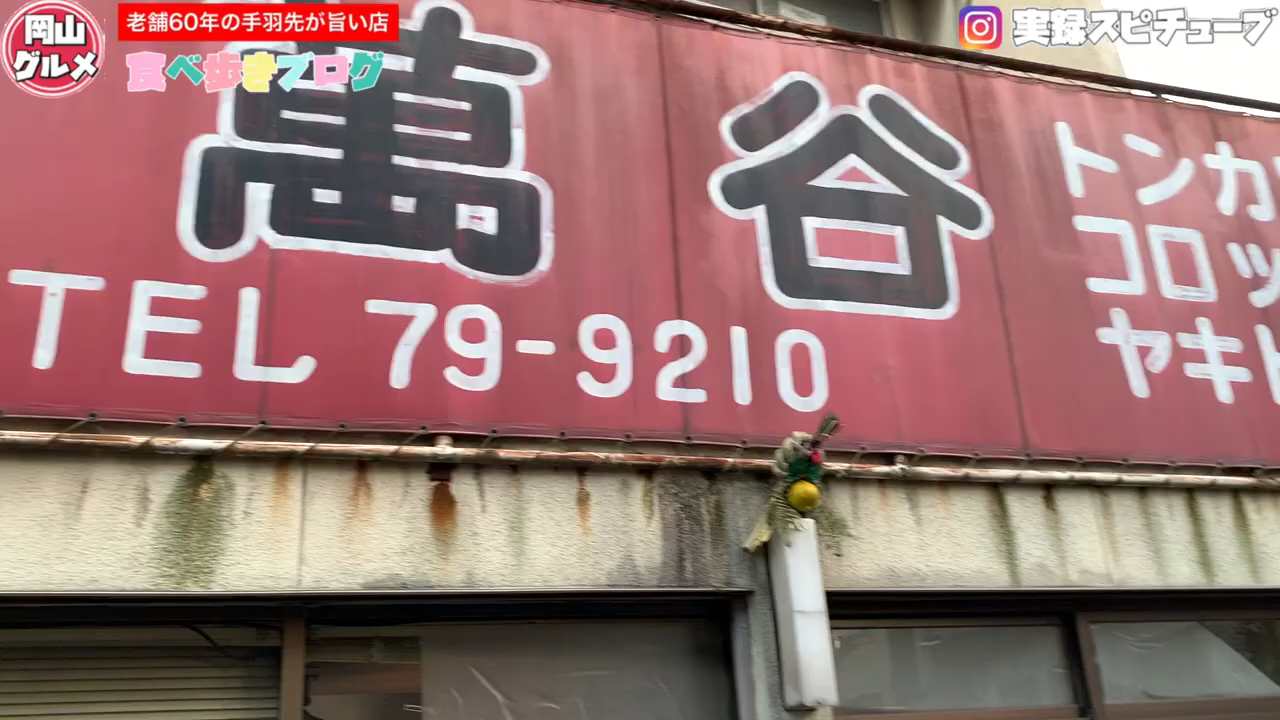 岡山
グルメ
老舗60年の手羽先が旨い店
食べ歩きブログ
実録スピチューブ
萬谷
TEL 79-9210
トンカ
コロッ
ヤキ